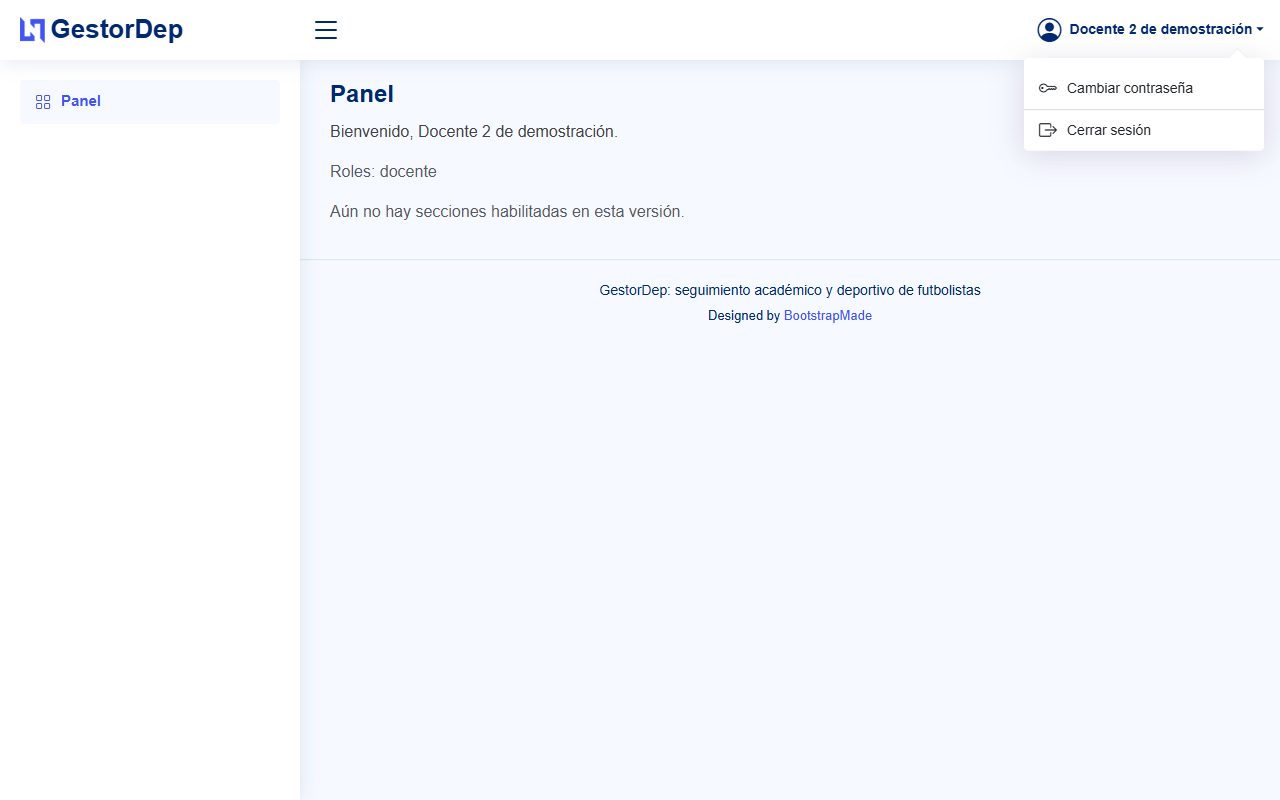 GestorDep
Docente 2 de demostración
Cambiar contraseña
Cerrar sesión
Panel
Panel
Bienvenido, Docente 2 de demostración.
Roles: docente
Aún no hay secciones habilitadas en esta versión.
GestorDep: seguimiento académico y deportivo de futbolistas
Designed by BootstrapMade